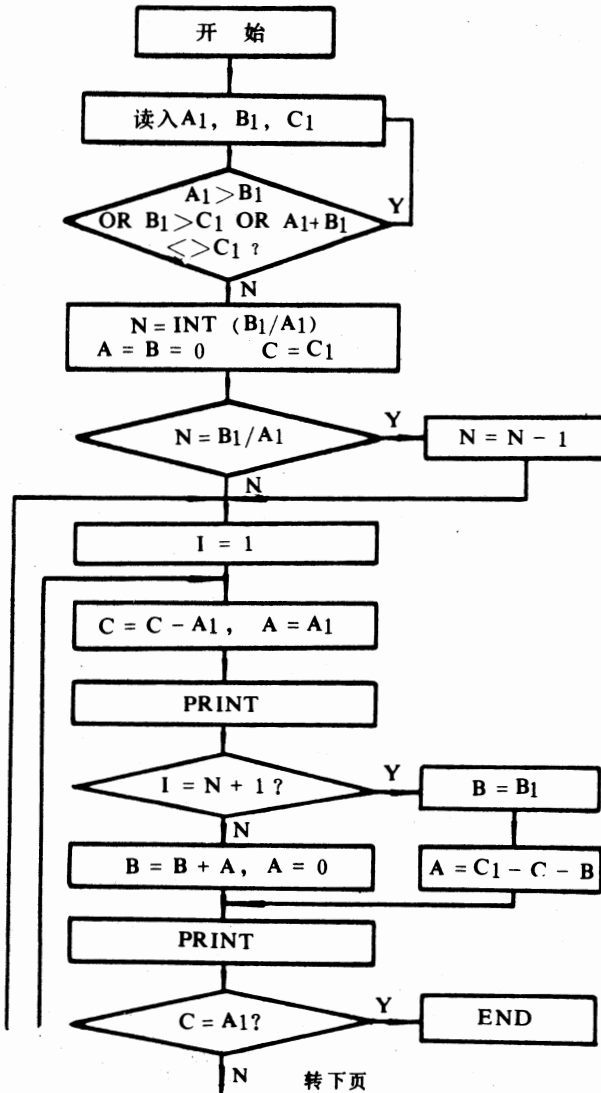 开 始
读入A1, B1, C1
A1>B1
OR B1>C1 OR A1+B1
<>C1 ?
Y
N
N=INT (B1/A1)
A = B = 0 C = C1
N = B1/A1
Y
N = N - 1
N
I = 1
C = C - A1, A = A1
PRINT
I = N + 1 ?
Y
B = B1
N
B = B + A, A = 0
A = C1 - C - B
PRINT
C = A1?
Y
END
N
转下页